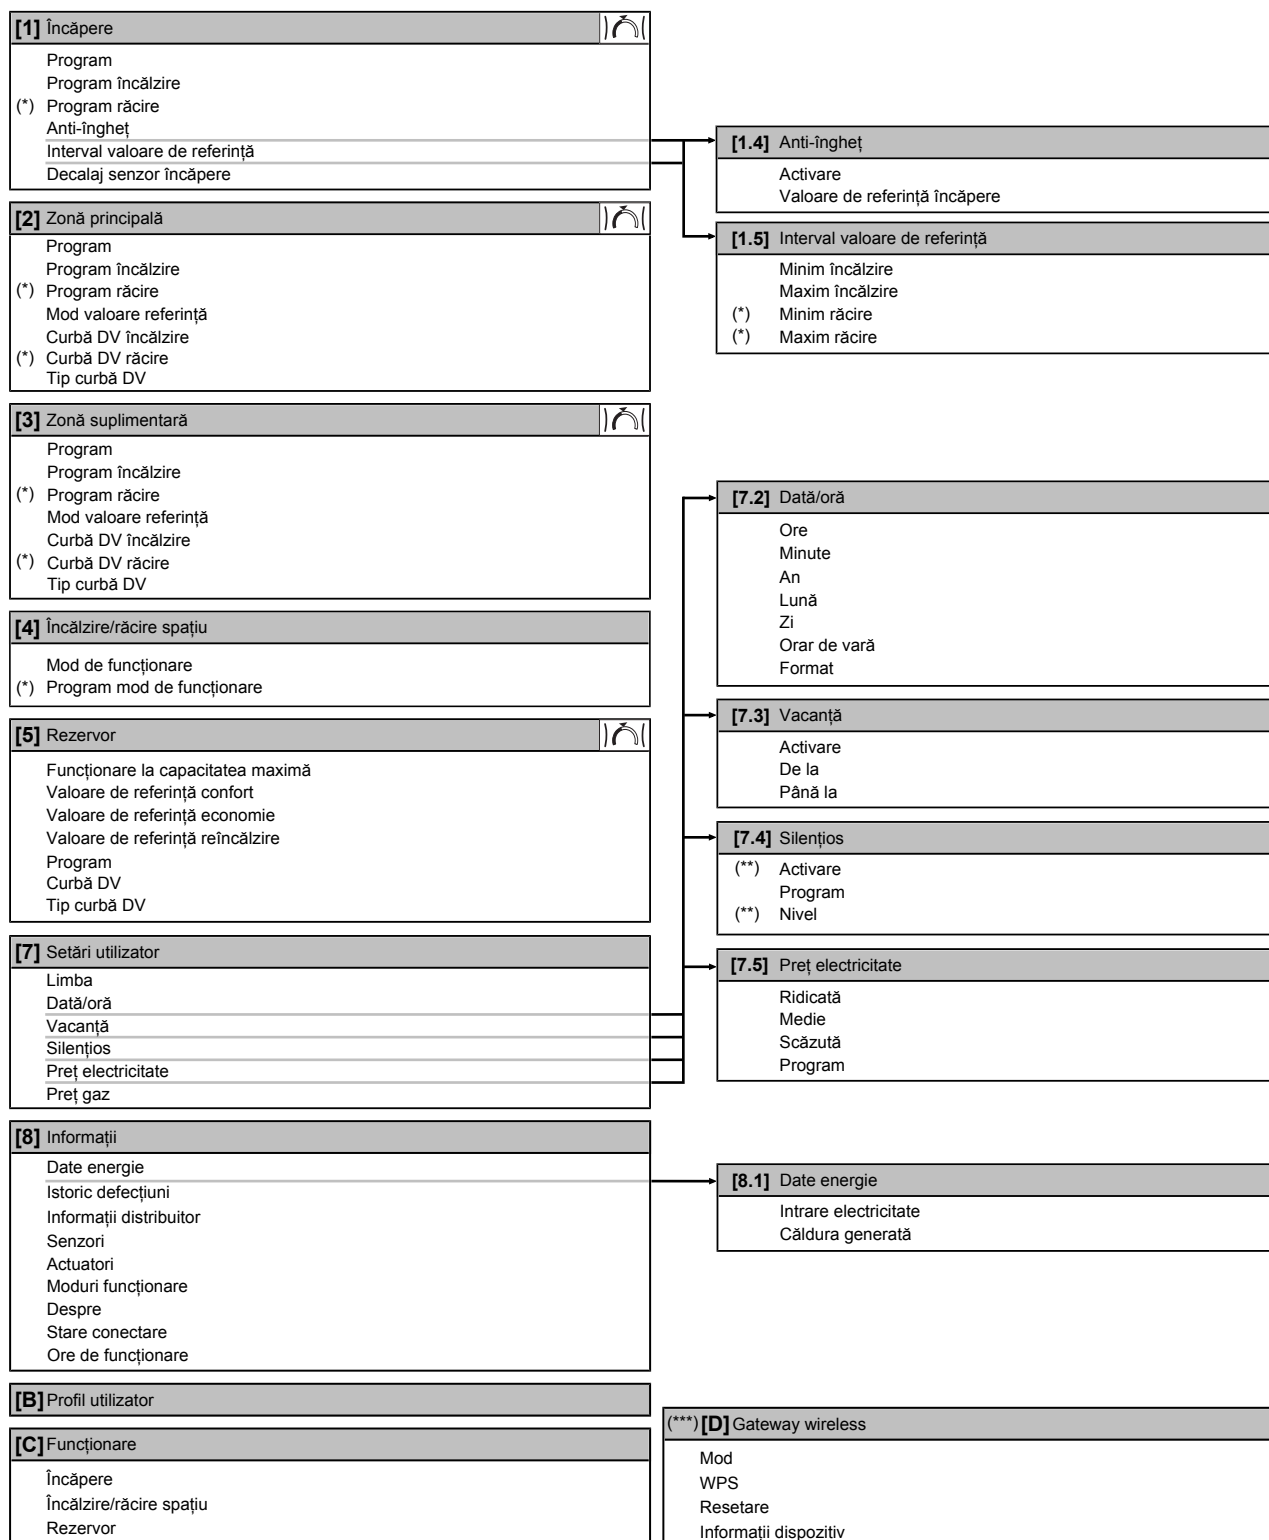 [1] Încăpere
Program
Program încălzire
(*) Program răcire
Anti-îngheț
Interval valoare de referință
Decalaj senzor încăpere
[1.4] Anti-îngheț
Activare
Valoare de referință încăpere
[2] Zonă principală
Program
Program încălzire
(*) Program răcire
Mod valoare referință
Curbă DV încălzire
(*) Curbă DV răcire
Tip curbă DV
[1.5] Interval valoare de referință
Minim încălzire
Maxim încălzire
(*) Minim răcire
(*) Maxim răcire
[3] Zonă suplimentară
Program
Program încălzire
(*) Program răcire
Mod valoare referință
Curbă DV încălzire
(*) Curbă DV răcire
Tip curbă DV
[4] Încălzire/răcire spațiu
Mod de funcționare
(*) Program mod de funcționare
[5] Rezervor
Funcționare la capacitatea maximă
Valoare de referință confort
Valoare de referință economie
Valoare de referință reîncălzire
Program
Curbă DV
Tip curbă DV
[7] Setări utilizator
Limba
Dată/oră
Vacanță
Silențios
Preț electricitate
Preț gaz
[7.2] Dată/oră
Ore
Minute
An
Lună
Zi
Orar de vară
Format
[7.3] Vacanță
Activare
De la
Până la
[7.4] Silențios
(**) Activare
Program
(**) Nivel
[7.5] Preț electricitate
Ridicată
Medie
Scăzută
Program
[8] Informații
Date energie
Istoric defecțiuni
Informații distribuitor
Senzori
Actuatori
Moduri funcționare
Despre
Stare conectare
Ore de funcționare
[8.1] Date energie
Intrare electricitate
Căldura generată
[B] Profil utilizator
[C] Funcționare
Încăpere
Încălzire/răcire spațiu
Rezervor
(***) [D] Gateway wireless
Mod
WPS
Resetare
Informații dispozitiv